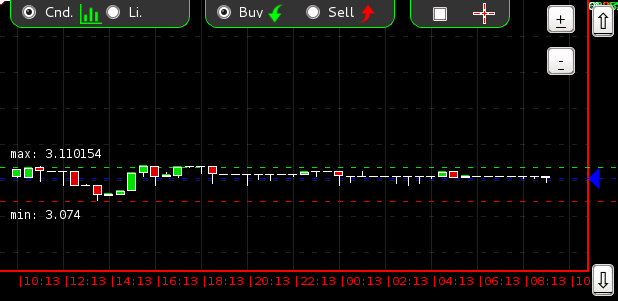 Cnd. Li. Buy Sell
+
-
max: 3.110154
min: 3.074
|10:13 |12:13 |14:13 |16:13 |18:13 |20:13 |22:13 |00:13 |02:13 |04:13 |06:13 |08:13 |10